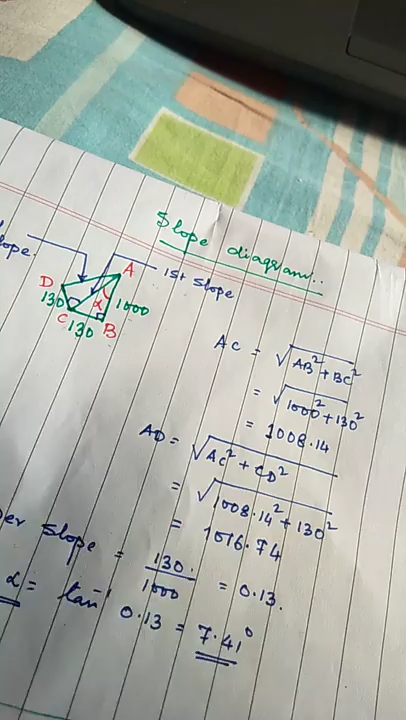 Slope diagram..
1st slope
D
A
130
1000
α
C
B
130
AC = √AB² + BC²
= √1000² + 130²
= 1008.14
AD = √AC² + CD²
= √1008.14² + 130²
= 1016.74
Slope = 130. / 1000 = 0.13.
α = tan⁻¹ 0.13 = 7.41°